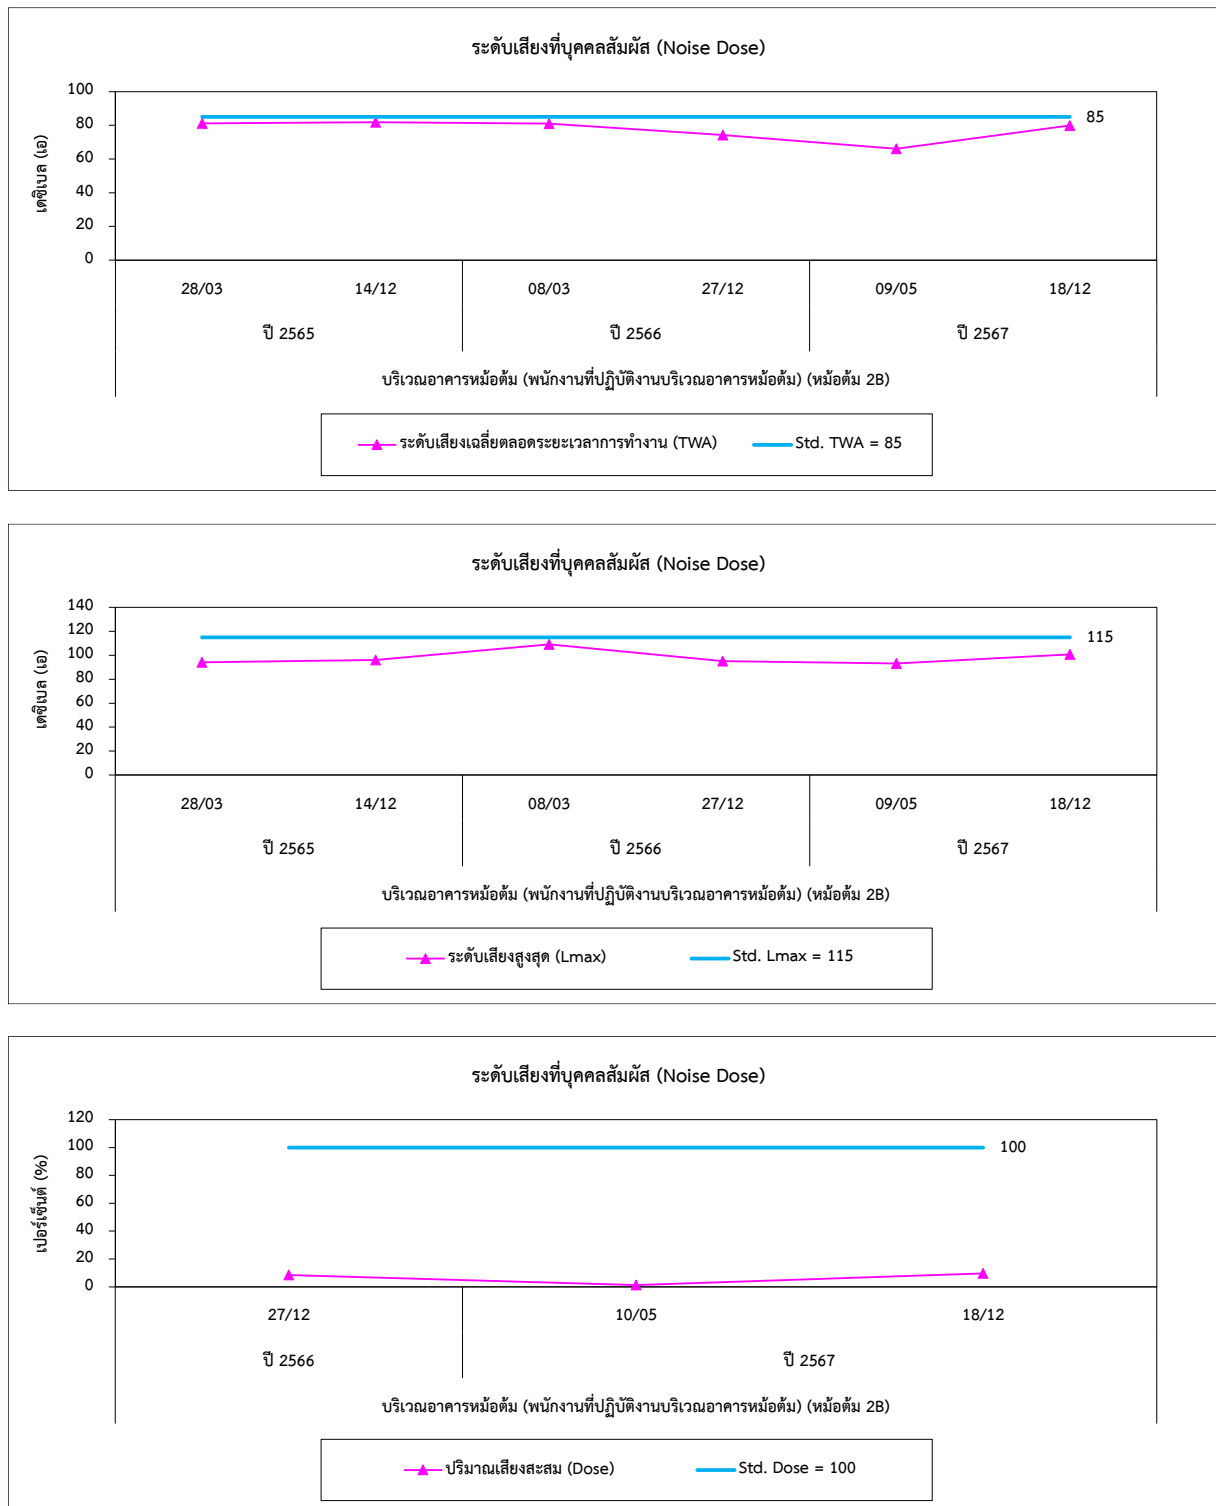 ระดับเสียงที่บุคคลสัมผัส (Noise Dose)
เดซิเบล (เอ)
100
80
60
40
20
0
85
28/03 14/12 08/03 27/12 09/05 18/12
ปี 2565 ปี 2566 ปี 2567
บริเวณอาคารหม้อต้ม (พนักงานที่ปฏิบัติงานบริเวณอาคารหม้อต้ม) (หม้อต้ม 2B)
ระดับเสียงเฉลี่ยตลอดระยะเวลาการทำงาน (TWA) Std. TWA = 85
ระดับเสียงที่บุคคลสัมผัส (Noise Dose)
เดซิเบล (เอ)
140
120
100
80
60
40
20
0
115
28/03 14/12 08/03 27/12 09/05 18/12
ปี 2565 ปี 2566 ปี 2567
บริเวณอาคารหม้อต้ม (พนักงานที่ปฏิบัติงานบริเวณอาคารหม้อต้ม) (หม้อต้ม 2B)
ระดับเสียงสูงสุด (Lmax) Std. Lmax = 115
ระดับเสียงที่บุคคลสัมผัส (Noise Dose)
เปอร์เซ็นต์ (%)
120
100
80
60
40
20
0
100
27/12 10/05 18/12
ปี 2566 ปี 2567
บริเวณอาคารหม้อต้ม (พนักงานที่ปฏิบัติงานบริเวณอาคารหม้อต้ม) (หม้อต้ม 2B)
ปริมาณเสียงสะสม (Dose) Std. Dose = 100